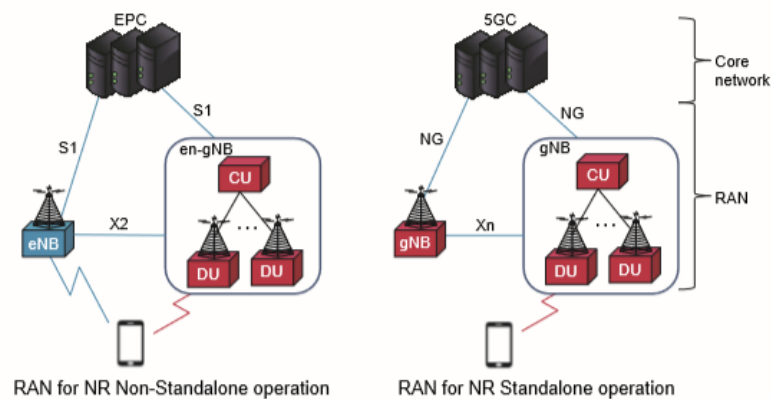 EPC
S1
S1
en-gNB
CU
X2
...
eNB
DU
DU
RAN for NR Non-Standalone operation
5GC
Core
network
NG
NG
gNB
CU
RAN
Xn
...
gNB
DU
DU
RAN for NR Standalone operation